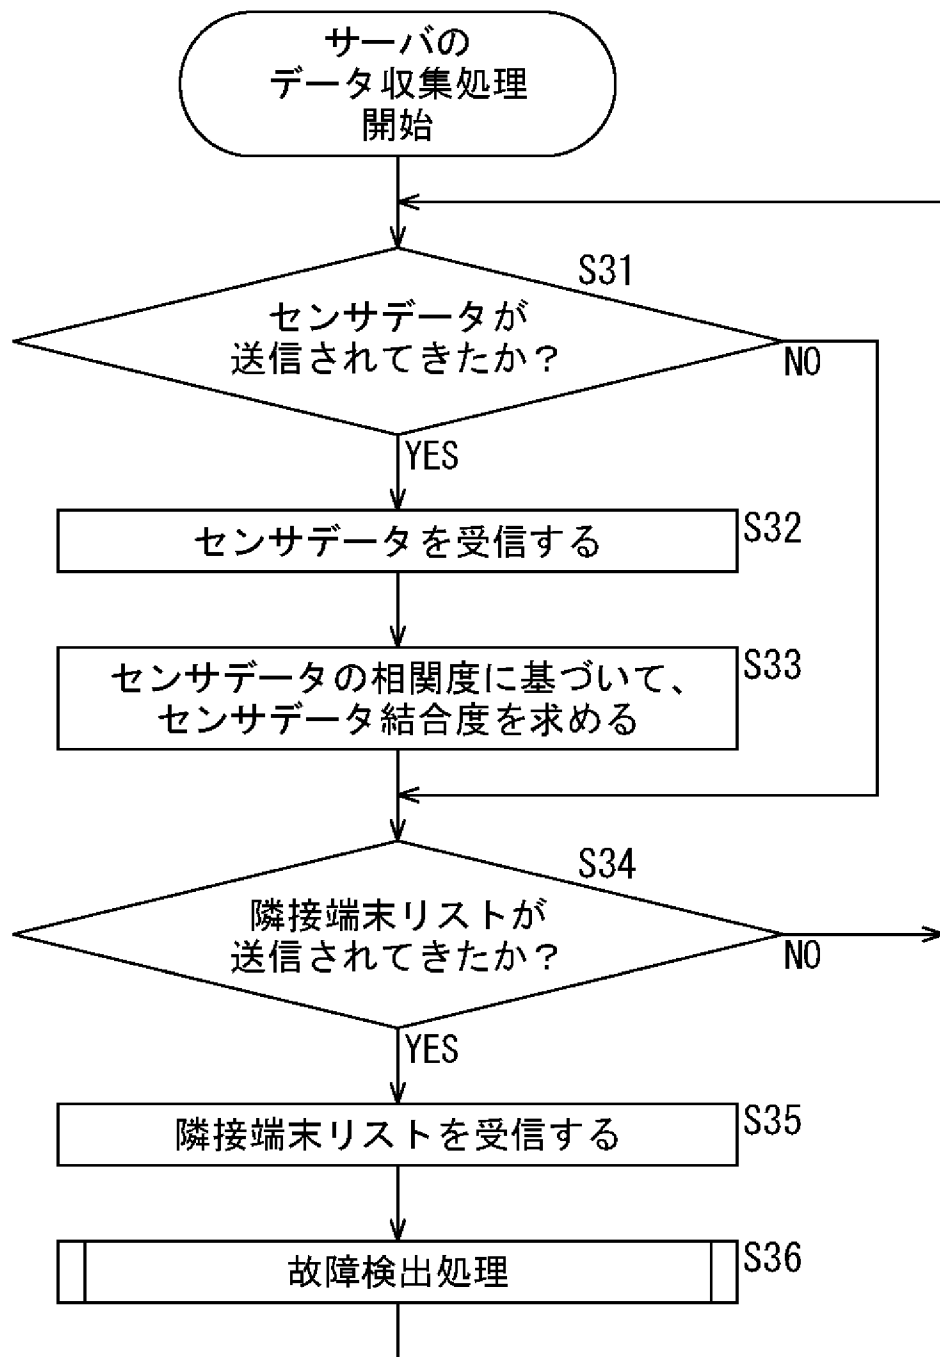 サーバの
データ収集処理
開始
S31
センサデータが
送信されてきたか？
NO
YES
センサデータを受信する
S32
センサデータの相関度に基づいて、
センサデータ結合度を求める
S33
S34
隣接端末リストが
送信されてきたか？
NO
YES
隣接端末リストを受信する
S35
故障検出処理
S36